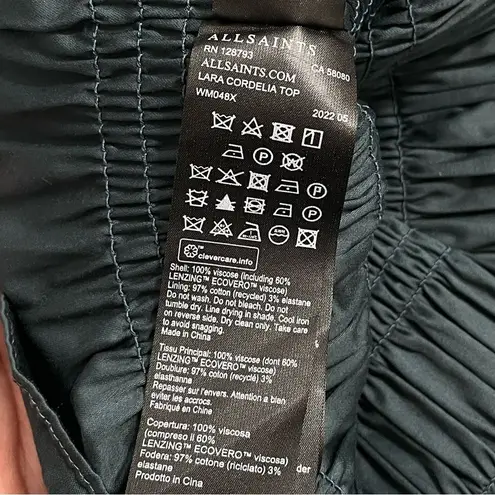 ALLSAINTS
RN 128793 CA 58080
ALLSAINTS.COM
LARA CORDELIA TOP
WM048X 2022 05
P W
P
™
clevercare.info
Shell: 100% viscose (including 60%
LENZING™ ECOVERO™ viscose)
Lining: 97% cotton (recycled) 3% elastane
Do not wash. Do not bleach. Do not
tumble dry. Line drying in shade. Cool iron
on reverse side. Dry clean only. Take care
to avoid snagging.
Made in China
Tissu Principal: 100% viscose (dont 60%
LENZING™ ECOVERO™ viscose)
Doublure: 97% coton (recyclé) 3%
elasthanne
Repasser sur l'envers. Attention a bien
eviter les accrocs.
Fabriqué en China
Copertura: 100% viscosa
(compreso il 60%
LENZING™ ECOVERO™ viscosa)
Fodera: 97% cotone (riciclato) 3%
elastane
Prodotto in Cina
der